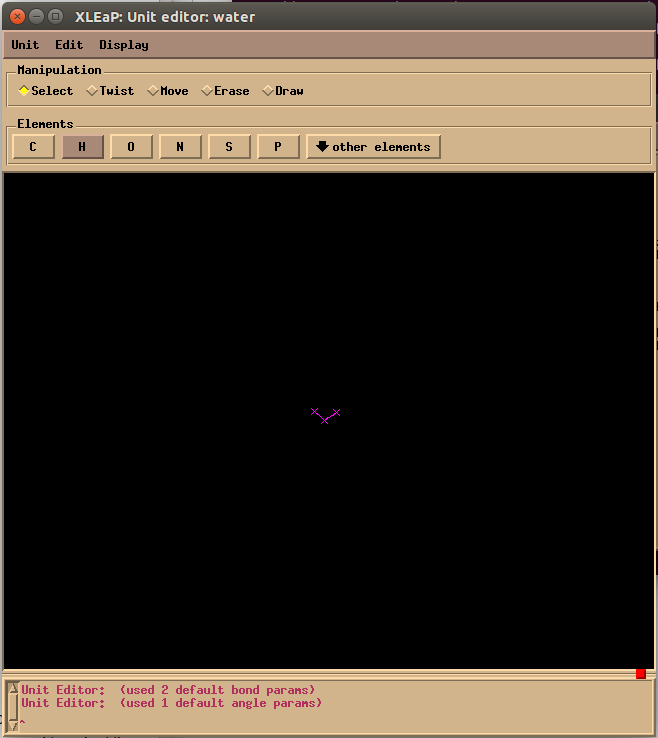 XLEaP: Unit editor: water
Unit Edit Display
Manipulation
Select Twist Move Erase Draw
Elements
C H O N S P other elements
Unit Editor: (used 2 default bond params)
Unit Editor: (used 1 default angle params)
^